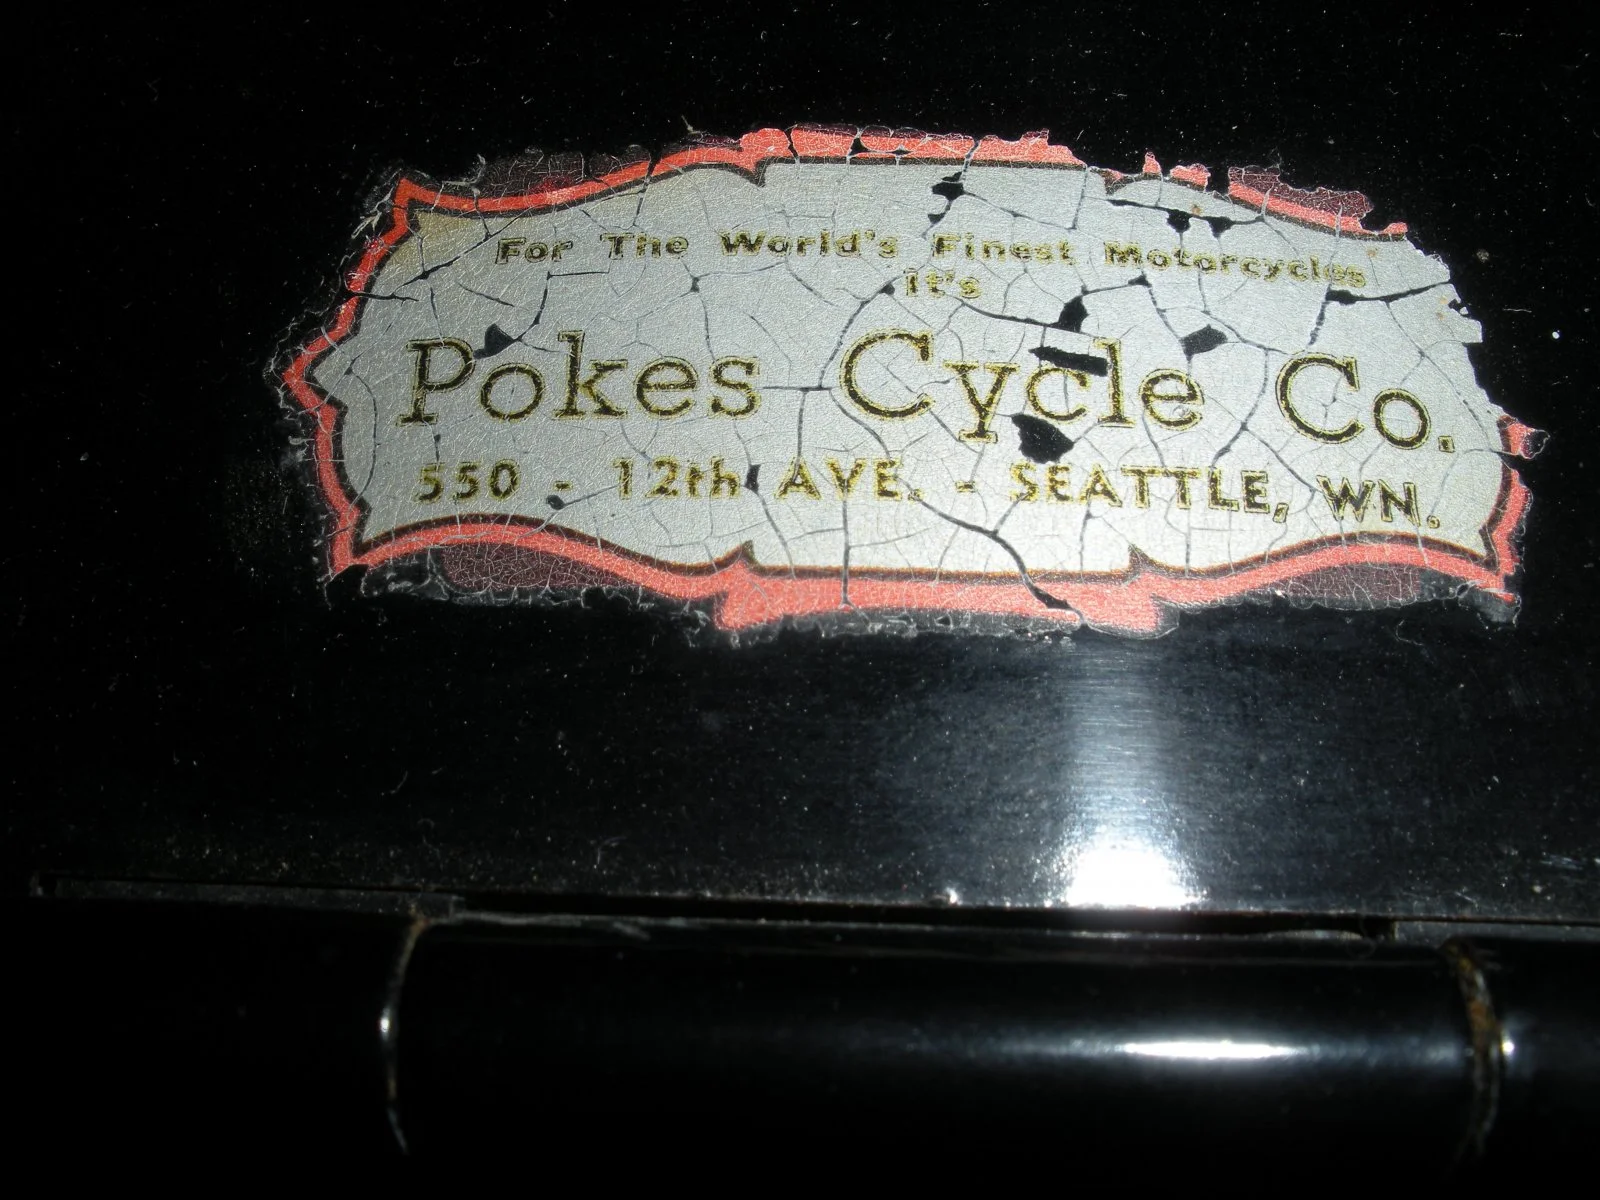 For The World's Finest Motorcycles
it's
Pokes Cycle Co.
550 - 12th AVE. - SEATTLE, WN.